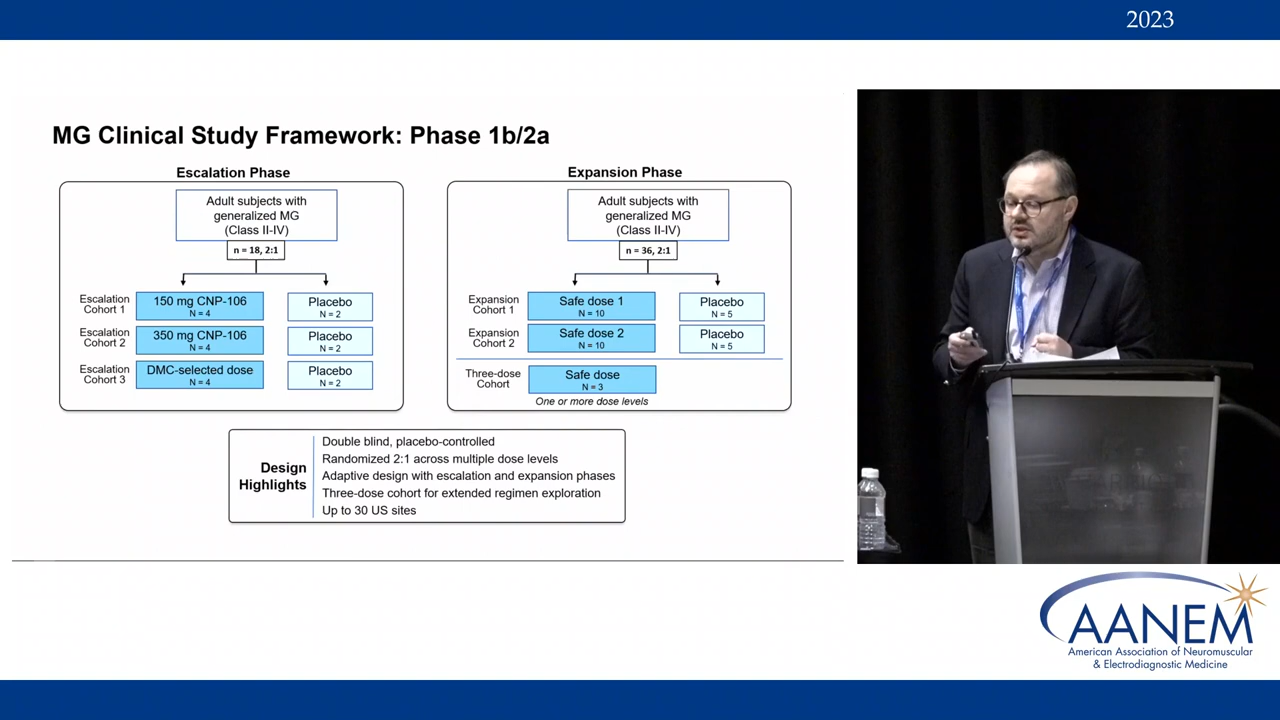 2023
MG Clinical Study Framework: Phase 1b/2a
Escalation Phase
Adult subjects with
generalized MG
(Class II-IV)
n = 18, 2:1
Escalation
Cohort 1
150 mg CNP-106
N = 4
Placebo
N = 2
Escalation
Cohort 2
350 mg CNP-106
N = 4
Placebo
N = 2
Escalation
Cohort 3
DMC-selected dose
N = 4
Placebo
N = 2
Expansion Phase
Adult subjects with
generalized MG
(Class II-IV)
n = 36, 2:1
Expansion
Cohort 1
Safe dose 1
N = 10
Placebo
N = 5
Expansion
Cohort 2
Safe dose 2
N = 10
Placebo
N = 5
Three-dose
Cohort
Safe dose
N = 3
One or more dose levels
Design
Highlights
Double blind, placebo-controlled
Randomized 2:1 across multiple dose levels
Adaptive design with escalation and expansion phases
Three-dose cohort for extended regimen exploration
Up to 30 US sites
AANEM
American Association of Neuromuscular
& Electrodiagnostic Medicine